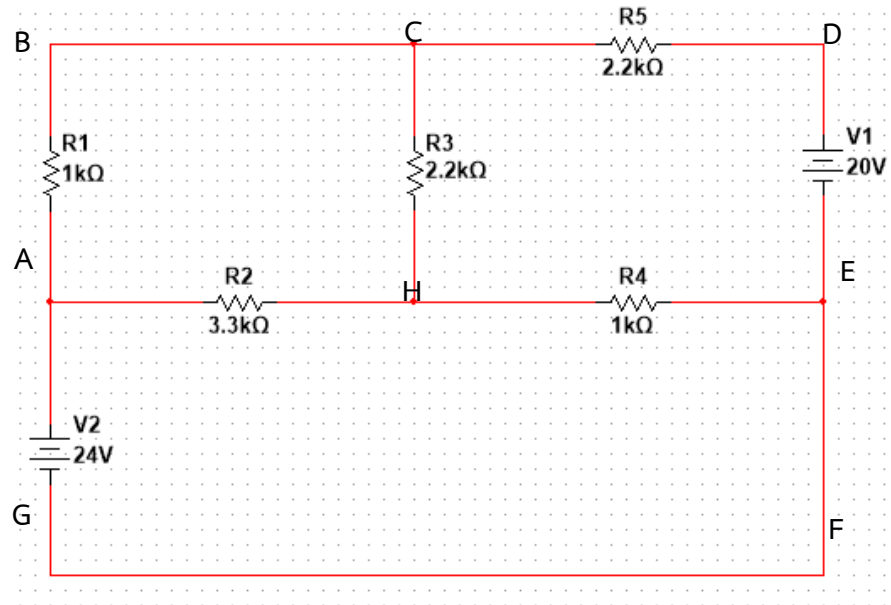 R5
B
C
D
2.2kΩ
R1
1kΩ
R3
2.2kΩ
V1
20V
A
E
R2
H
R4
3.3kΩ
1kΩ
V2
24V
G
F